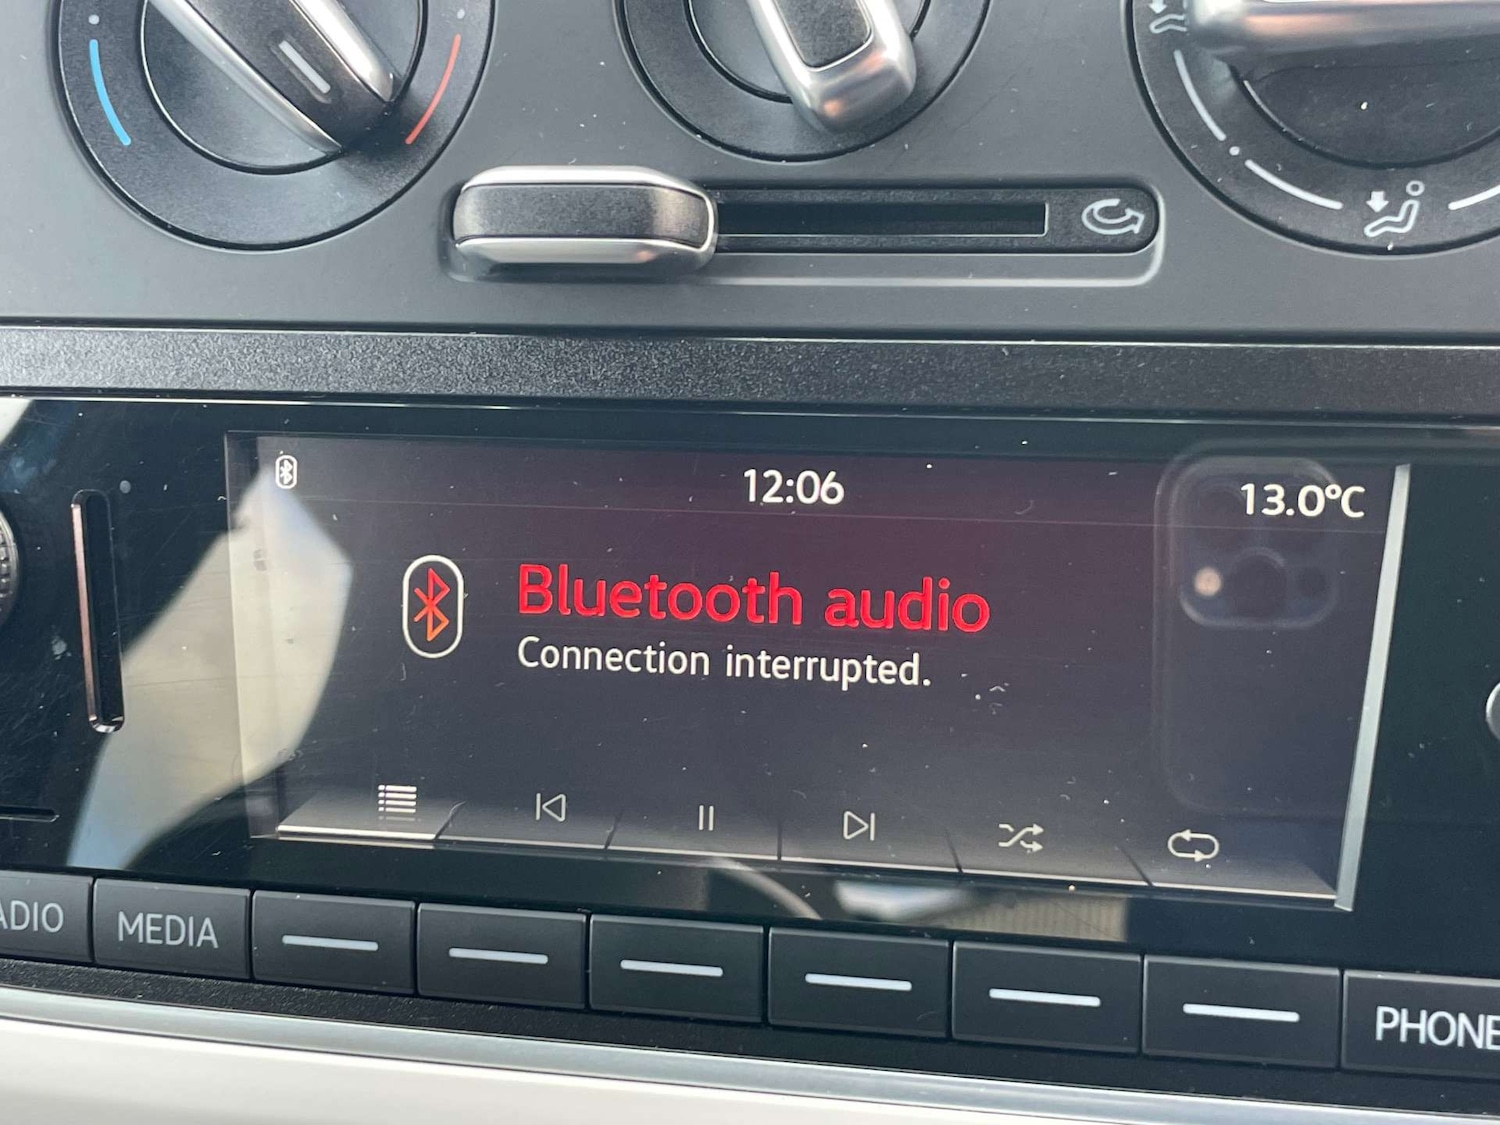 12:06
13.0°C
Bluetooth audio
Connection interrupted.
ADIO
MEDIA
PHONE